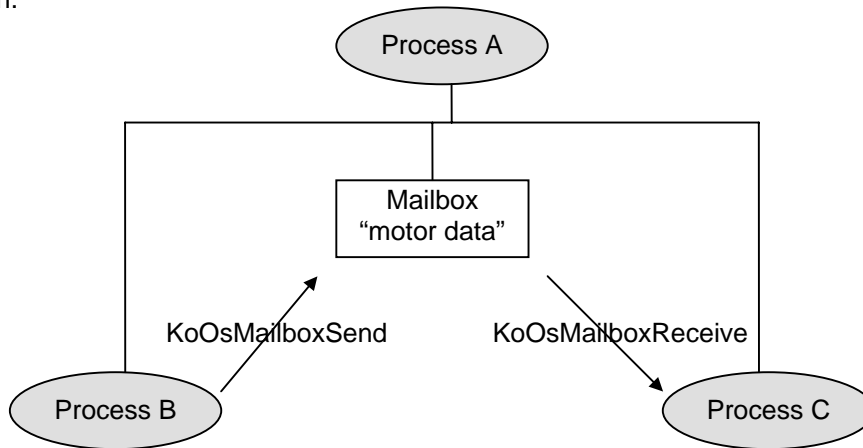 n.
Process A
Mailbox
“motor data”
KoOsMailboxSend
KoOsMailboxReceive
Process B
Process C